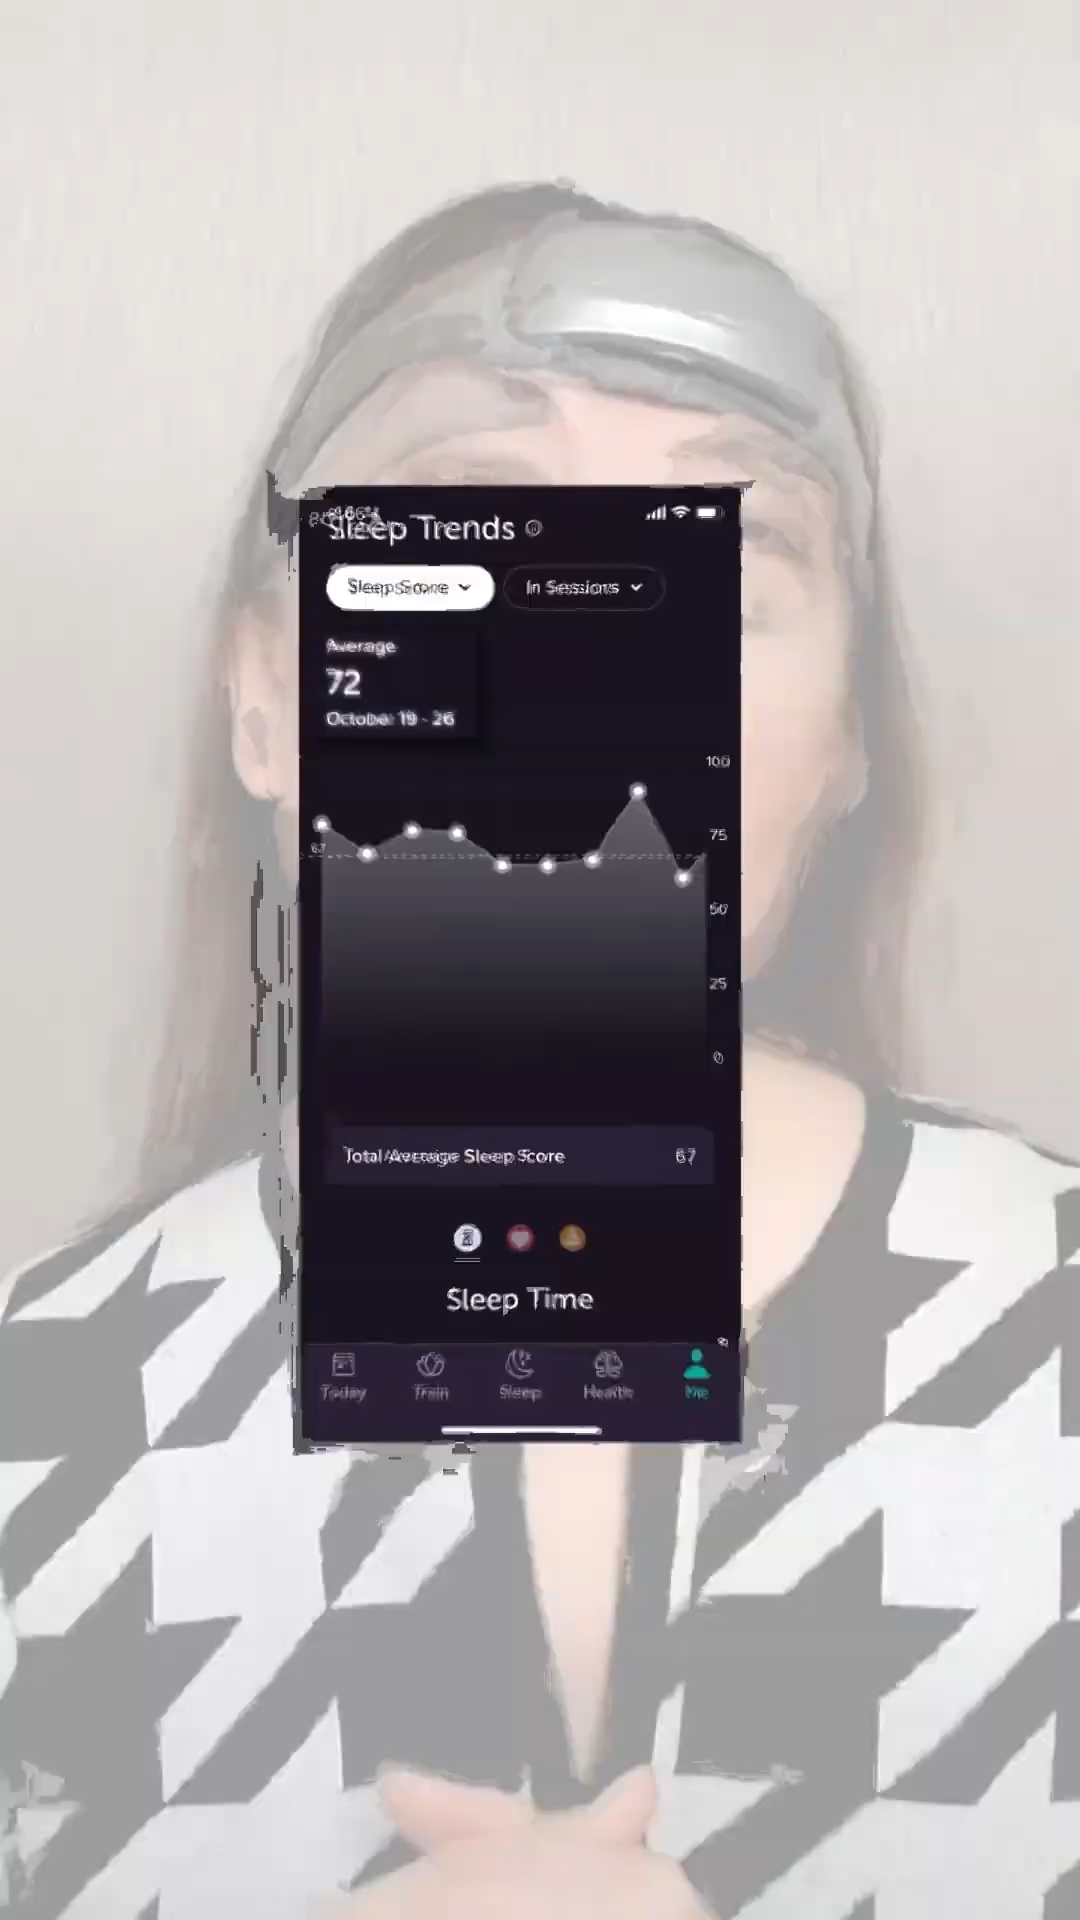 Sleep Trends
Sleep Score
In Sessions
Average
72
October 19 - 26
100
75
67
50
25
0
Total Average Sleep Score
67
Sleep Time
Today
Train
Sleep
Health
Me